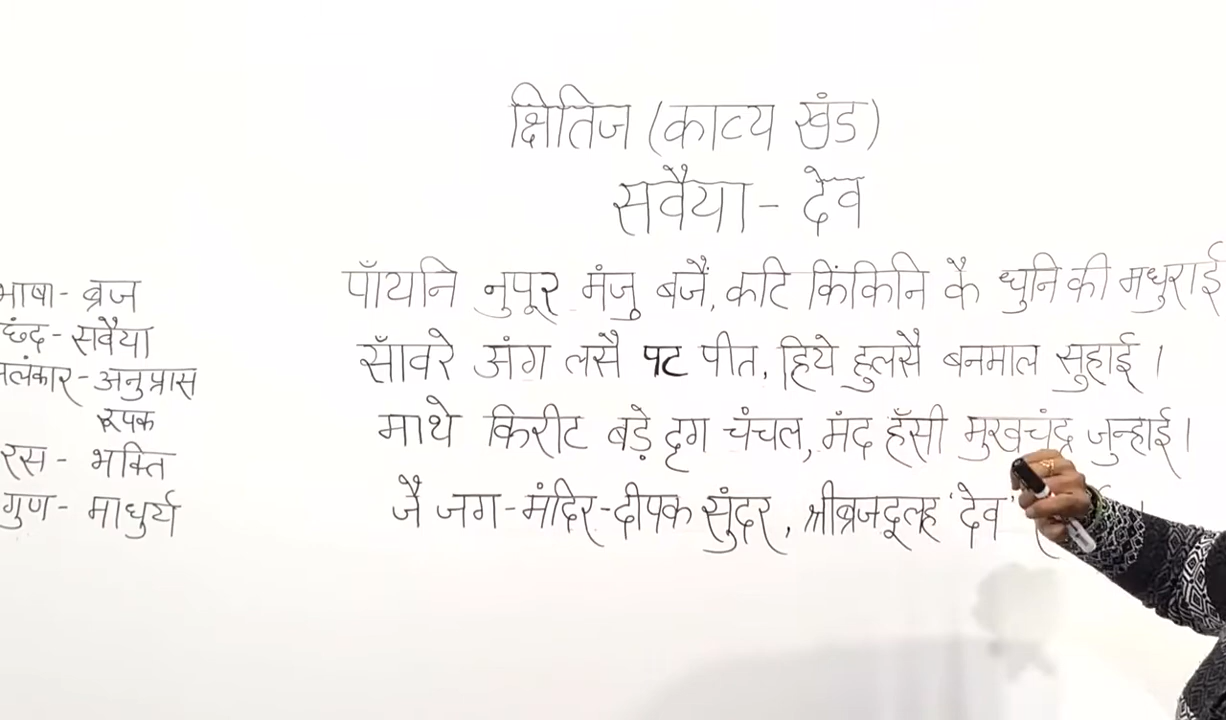 क्षितिज (काव्य खंड)
सवैया - देव
पाँयनि नुपूर मंजु बजैं, कटि किंकिनि कै धुनि की मधुराई
साँवरे अंग लसै पट पीत, हिये हुलसै बनमाल सुहाई ।
माथे किरीट बड़े दृग चंचल, मंद हँसी मुखचंद्र जुन्हाई ।
जै जग-मंदिर-दीपक सुंदर, श्रीब्रजदूलह 'देव'
भाषा - ब्रज
छंद - सवैया
अलंकार - अनुप्रास
रूपक
रस - भक्ति
गुण - माधुर्य